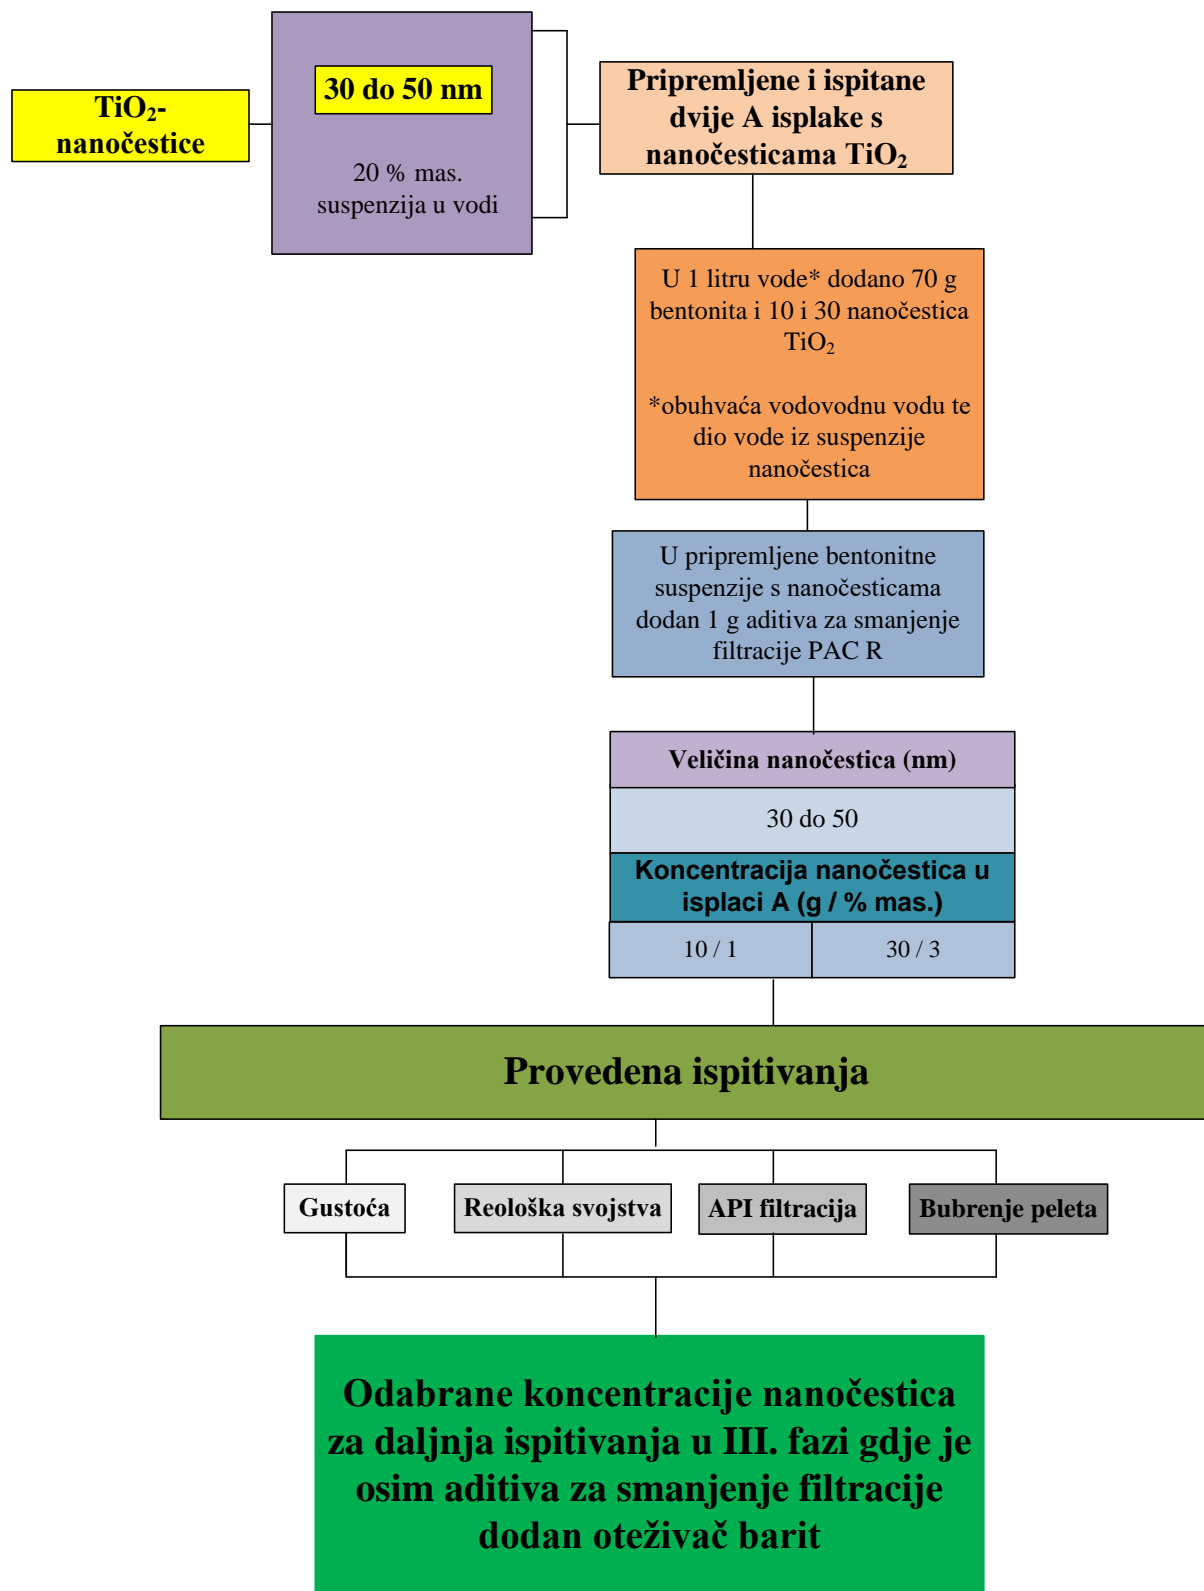 TiO₂-
nanočestice
30 do 50 nm
20 % mas.
suspenzija u vodi
Pripremljene i ispitane
dvije A isplake s
nanočesticama TiO₂
U 1 litru vode* dodano 70 g
bentonita i 10 i 30 nanočestica
TiO₂
*obuhvaća vodovodnu vodu te
dio vode iz suspenzije
nanočestica
U pripremljene bentonitne
suspenzije s nanočesticama
dodan 1 g aditiva za smanjenje
filtracije PAC R
Veličina nanočestica (nm)
30 do 50
Koncentracija nanočestica u
isplaci A (g / % mas.)
10 / 1
30 / 3
Provedena ispitivanja
Gustoća
Reološka svojstva
API filtracija
Bubrenje peleta
Odabrane koncentracije nanočestica
za daljnja ispitivanja u III. fazi gdje je
osim aditiva za smanjenje filtracije
dodan oteživač barit